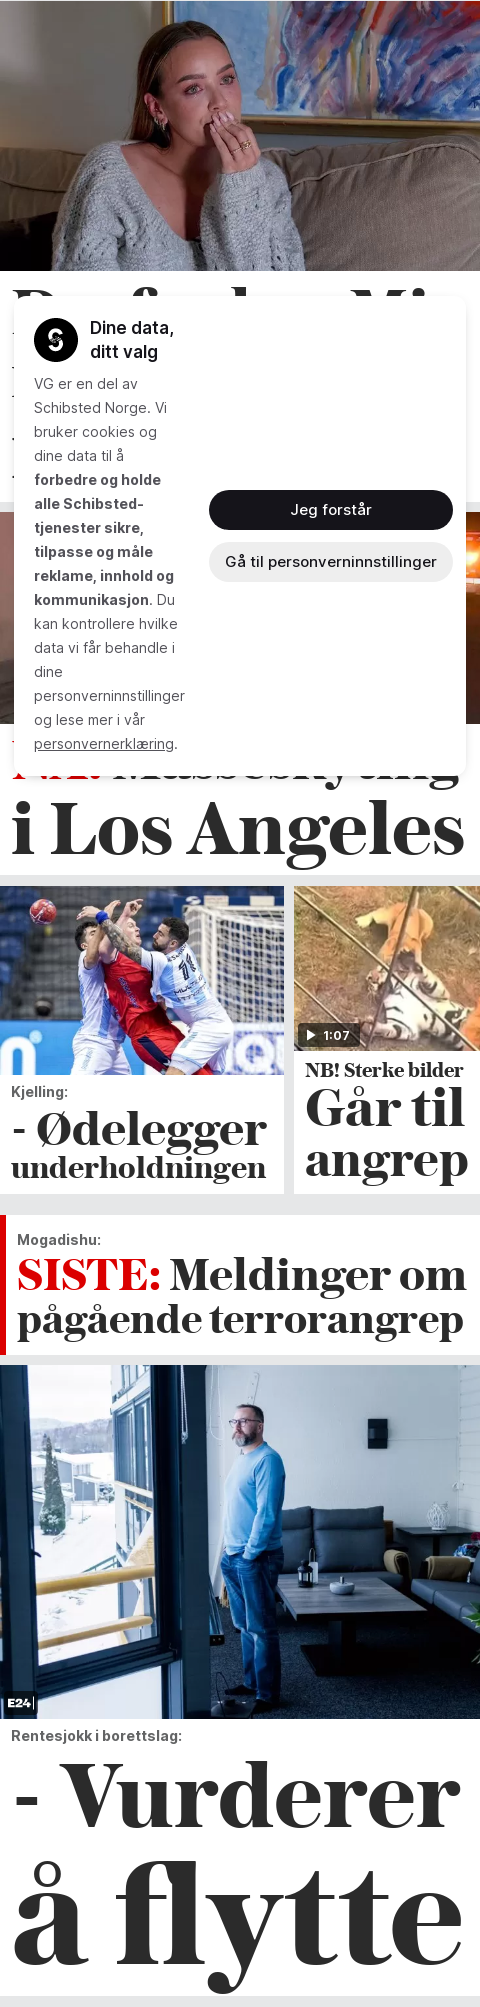 Dine data,
ditt valg
VG er en del av
Schibsted Norge. Vi
bruker cookies og
dine data til å
forbedre og holde
alle Schibsted-
tjenester sikre,
tilpasse og måle
reklame, innhold og
kommunikasjon. Du
kan kontrollere hvilke
data vi får behandle i
dine
personverninnstillinger
og lese mer i vår
personvernerklæring.
Jeg forstår
Gå til personverninnstillinger
i Los Angeles
11
1:07
Kjelling:
- Ødelegger
underholdningen
NB! Sterke bilder
Går til
angrep
Mogadishu:
SISTE: Meldinger om
pågående terrorangrep
E24
Rentesjokk i borettslag:
- Vurderer
å flytte